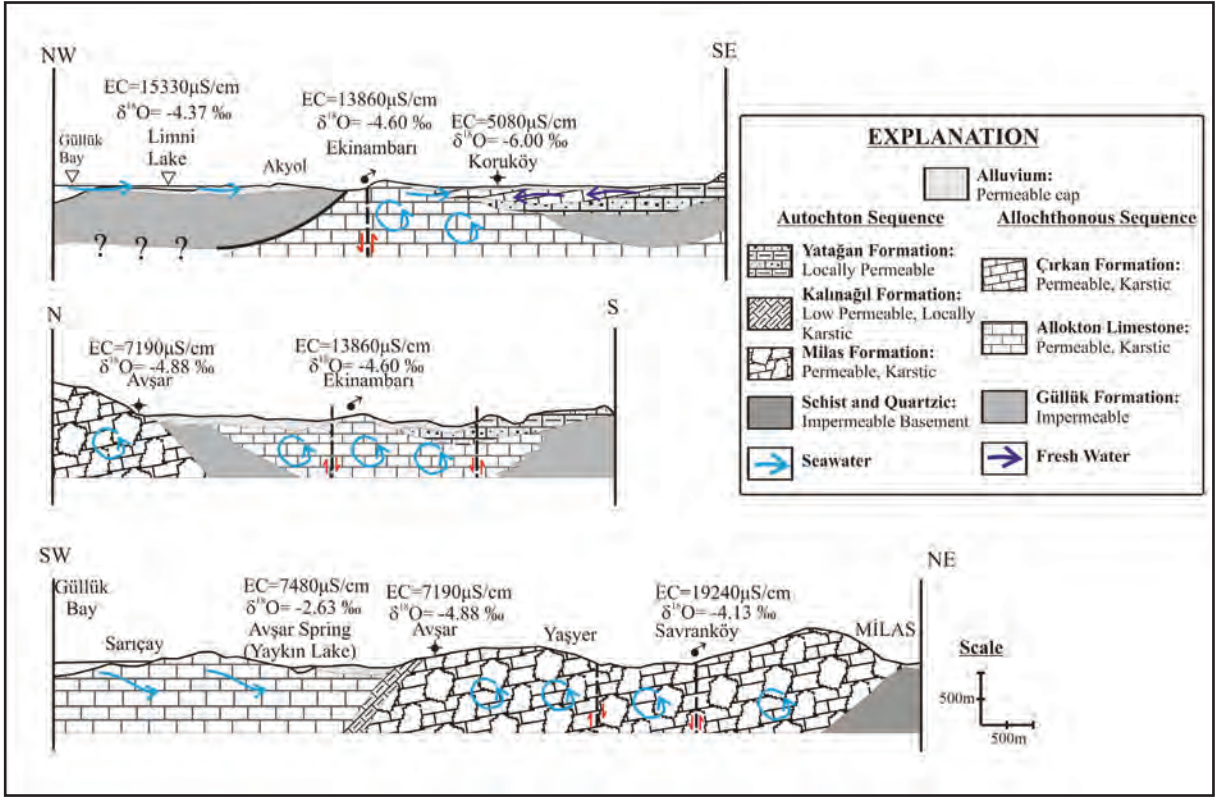 NW
SE
EC=15330µS/cm
δ¹⁸O= -4.37 ‰
Limni
Lake
Güllük
Bay
Akyol
EC=13860µS/cm
δ¹⁸O= -4.60 ‰
Ekinambarı
EC=5080µS/cm
δ¹⁸O= -6.00 ‰
Koruköy
? ? ?
N
S
EC=7190µS/cm
δ¹⁸O= -4.88 ‰
Avşar
EC=13860µS/cm
δ¹⁸O= -4.60 ‰
Ekinambarı
SW
NE
Güllük
Bay
Sarıçay
EC=7480µS/cm
δ¹⁸O= -2.63 ‰
Avşar Spring
(Yaykın Lake)
EC=7190µS/cm
δ¹⁸O= -4.88 ‰
Avşar
Yaşyer
EC=19240µS/cm
δ¹⁸O= -4.13 ‰
Savranköy
MİLAS
Scale
500m
500m
EXPLANATION
Alluvium:
Permeable cap
Autochton Sequence
Yatağan Formation:
Locally Permeable
Kalınağıl Formation:
Low Permeable, Locally
Karstic
Milas Formation:
Permeable, Karstic
Schist and Quartzic:
Impermeable Basement
Seawater
Allochthonous Sequence
Çırkan Formation:
Permeable, Karstic
Allokton Limestone:
Permeable, Karstic
Güllük Formation:
Impermeable
Fresh Water